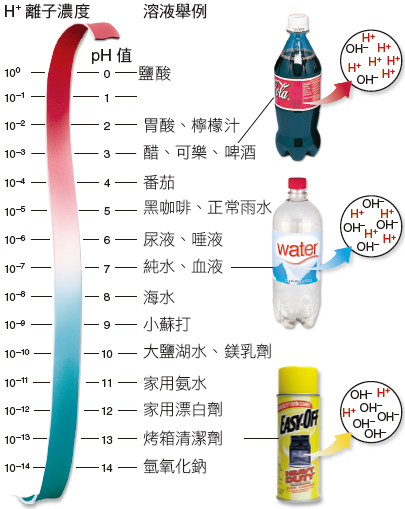 H⁺ 離子濃度
溶液舉例
pH 值
10⁰ 0 鹽酸
10⁻¹ 1
10⁻² 2 胃酸、檸檬汁
10⁻³ 3 醋、可樂、啤酒
10⁻⁴ 4 番茄
10⁻⁵ 5 黑咖啡、正常雨水
10⁻⁶ 6 尿液、唾液
10⁻⁷ 7 純水、血液
10⁻⁸ 8 海水
10⁻⁹ 9 小蘇打
10⁻¹⁰ 10 大鹽湖水、鎂乳劑
10⁻¹¹ 11 家用氨水
10⁻¹² 12 家用漂白劑
10⁻¹³ 13 烤箱清潔劑
10⁻¹⁴ 14 氫氧化鈉
Cola
H⁺
OH⁻ H⁺
H⁺ H⁺ H⁺
OH⁻ H⁺
water
OH⁻
H⁺ OH⁻
OH⁻ H⁺
H⁺ OH⁻
OH⁻
EASY-OFF
HEAVY
DUTY
OH⁻ H⁺
H⁺ OH⁻
OH⁻ OH⁻
OH⁻